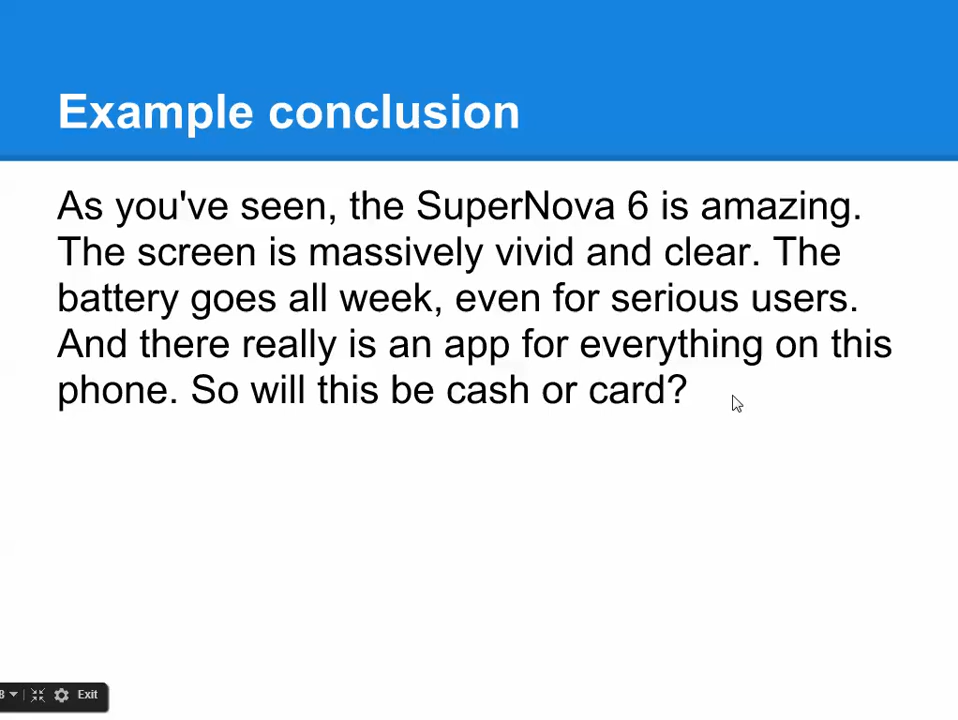 Example conclusion
As you've seen, the SuperNova 6 is amazing.
The screen is massively vivid and clear. The
battery goes all week, even for serious users.
And there really is an app for everything on this
phone. So will this be cash or card?
8 Exit